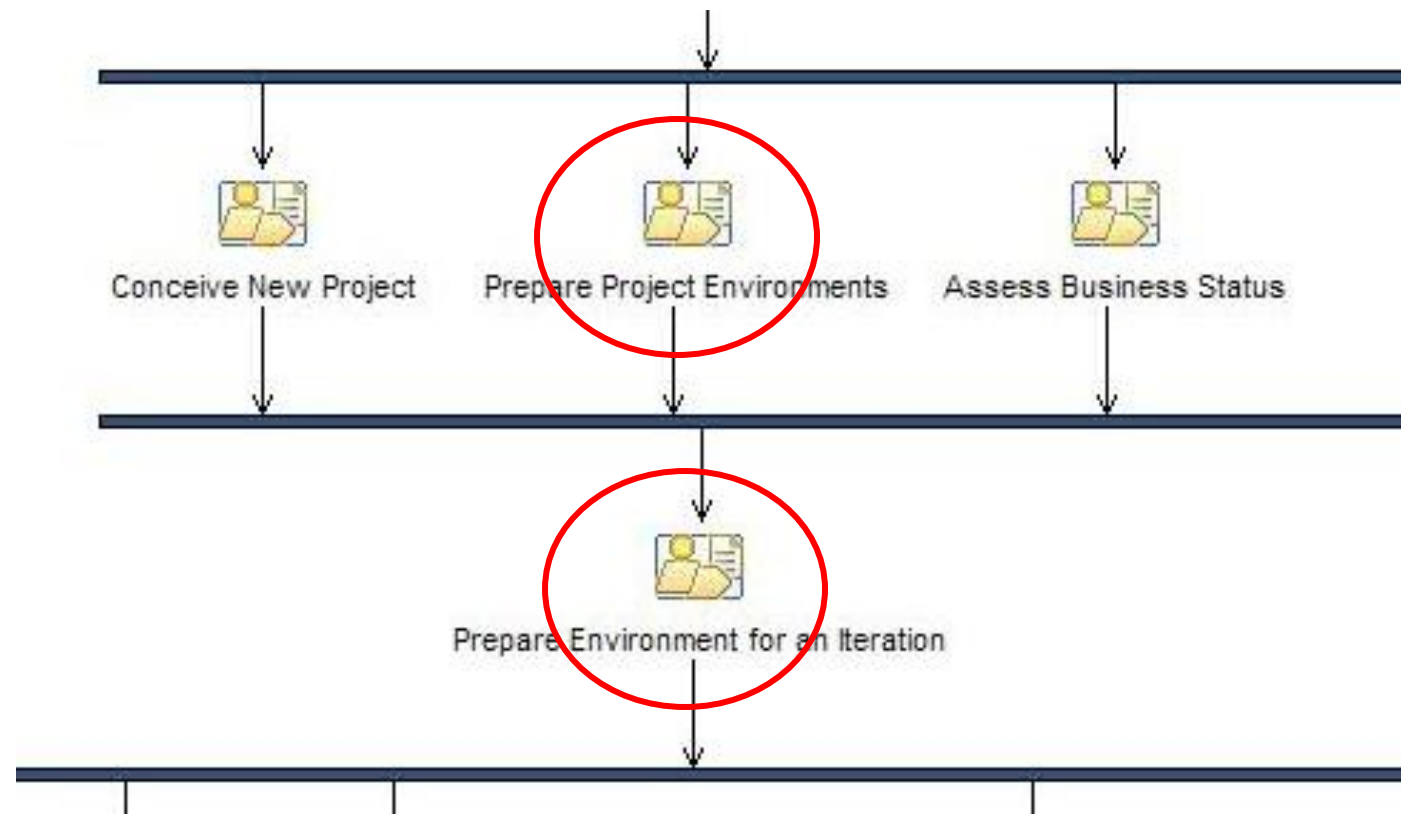 Conceive New Project
Prepare Project Environments
Assess Business Status
Prepare Environment for an Iteration